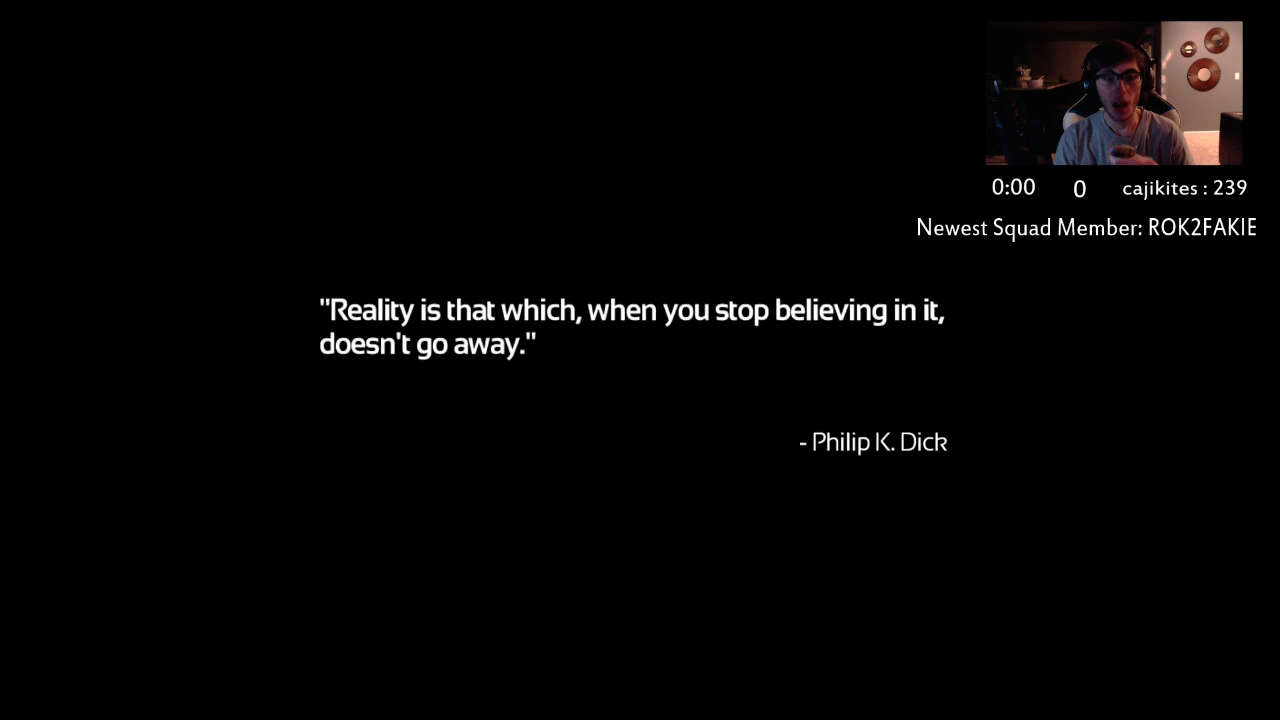 0:00 0 cajikites : 239
Newest Squad Member: ROK2FAKIE
"Reality is that which, when you stop believing in it,
doesn't go away."
- Philip K. Dick